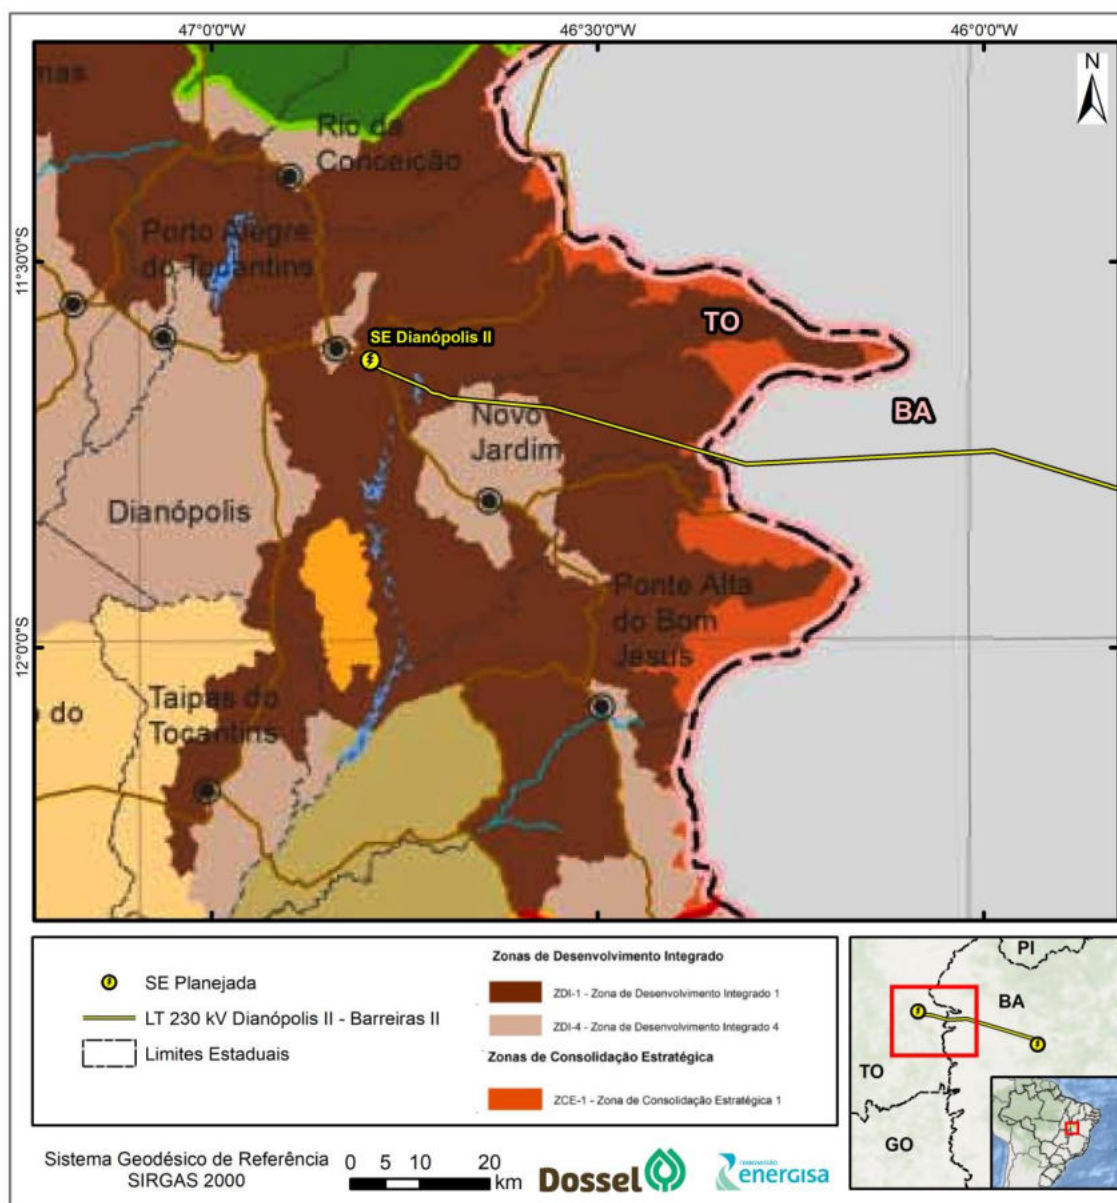 47°0'0"W
46°30'0"W
46°0'0"W
N
mas
Rio da
Conceição
11°30'0"S
Porto Alegre
do Tocantins
TO
SE Dianópolis II
BA
Novo
Jardim
Dianópolis
Ponte Alta
do Bom
Jesus
12°0'0"S
Taipas do
Tocantins
o do
SE Planejada
LT 230 kV Dianópolis II - Barreiras II
Limites Estaduais
Zonas de Desenvolvimento Integrado
ZDI-1 - Zona de Desenvolvimento Integrado 1
ZDI-4 - Zona de Desenvolvimento Integrado 4
Zonas de Consolidação Estratégica
ZCE-1 - Zona de Consolidação Estratégica 1
PI
BA
TO
GO
Sistema Geodésico de Referência
SIRGAS 2000
0 5 10 20
km
Dossel
energisa